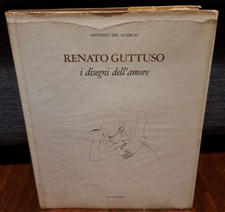 ANTONIO DEL GUERCIO
RENATO GUTTUSO
i disegni dell'amore